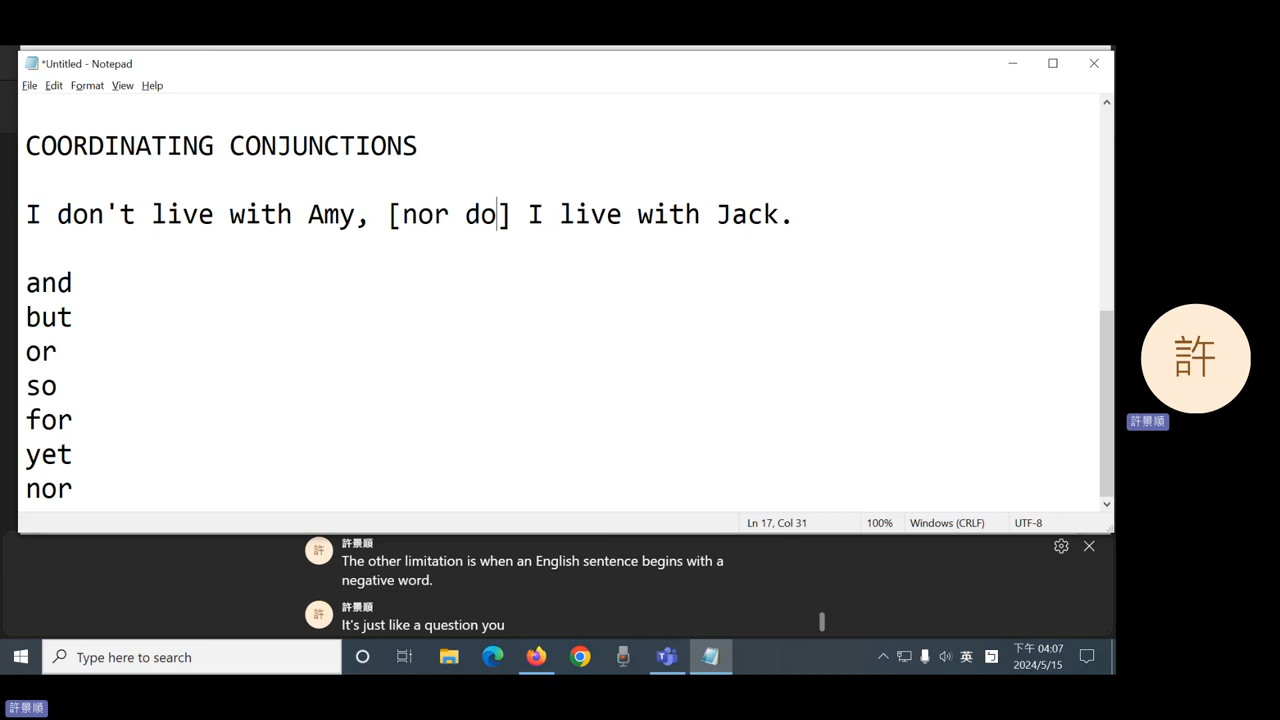 *Untitled - Notepad
File Edit Format View Help
COORDINATING CONJUNCTIONS
I don't live with Amy, [nor do] I live with Jack.
and
but
or
so
for
yet
nor
Ln 17, Col 31 100% Windows (CRLF) UTF-8
許
許景順
許
許景順
The other limitation is when an English sentence begins with a
negative word.
許
許景順
It's just like a question you
Type here to search
英
下午 04:07
2024/5/15
許景順